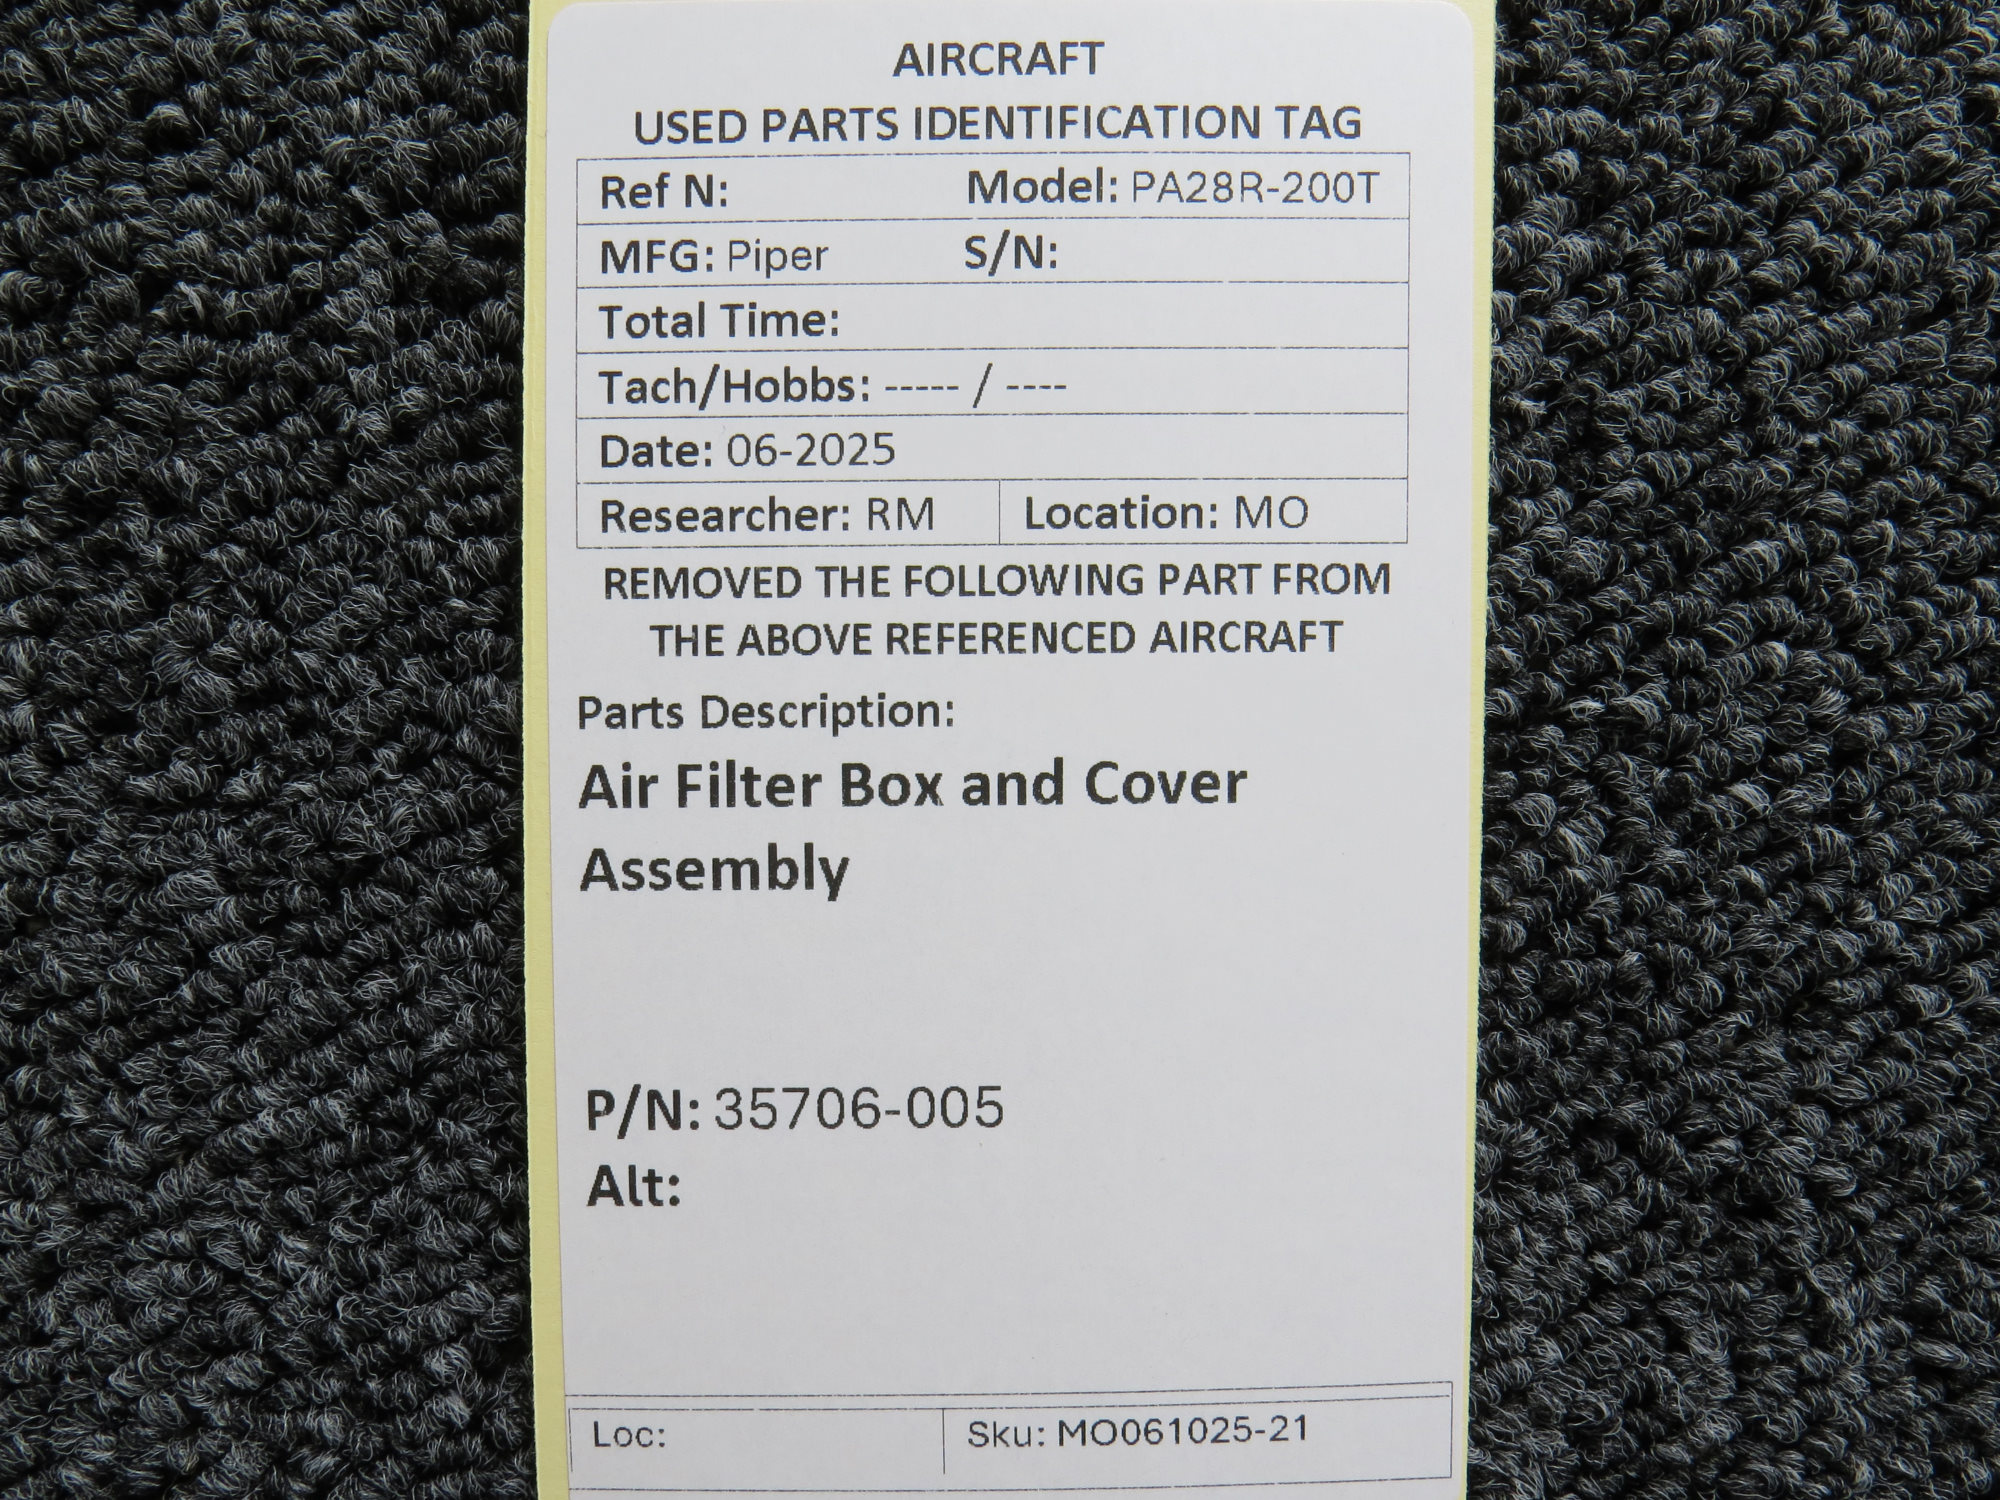 AIRCRAFT
USED PARTS IDENTIFICATION TAG
Ref N: Model: PA28R-200T
MFG: Piper S/N:
Total Time:
Tach/Hobbs: ----- / ----
Date: 06-2025
Researcher: RM Location: MO
REMOVED THE FOLLOWING PART FROM
THE ABOVE REFERENCED AIRCRAFT
Parts Description:
Air Filter Box and Cover
Assembly
P/N: 35706-005
Alt:
Loc: Sku: MO061025-21